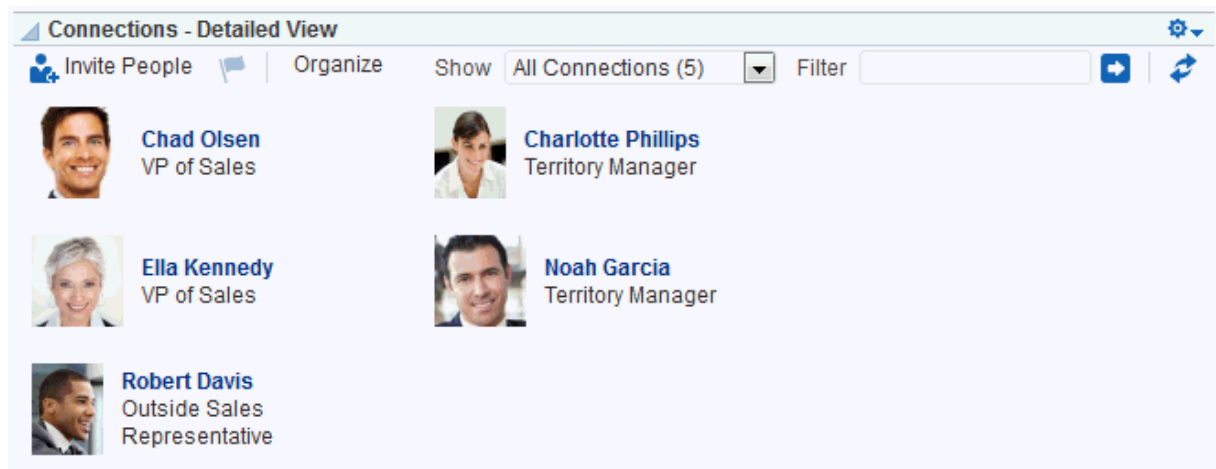 Connections - Detailed View
Invite People Organize Show All Connections (5) Filter
Chad Olsen
VP of Sales
Charlotte Phillips
Territory Manager
Ella Kennedy
VP of Sales
Noah Garcia
Territory Manager
Robert Davis
Outside Sales
Representative